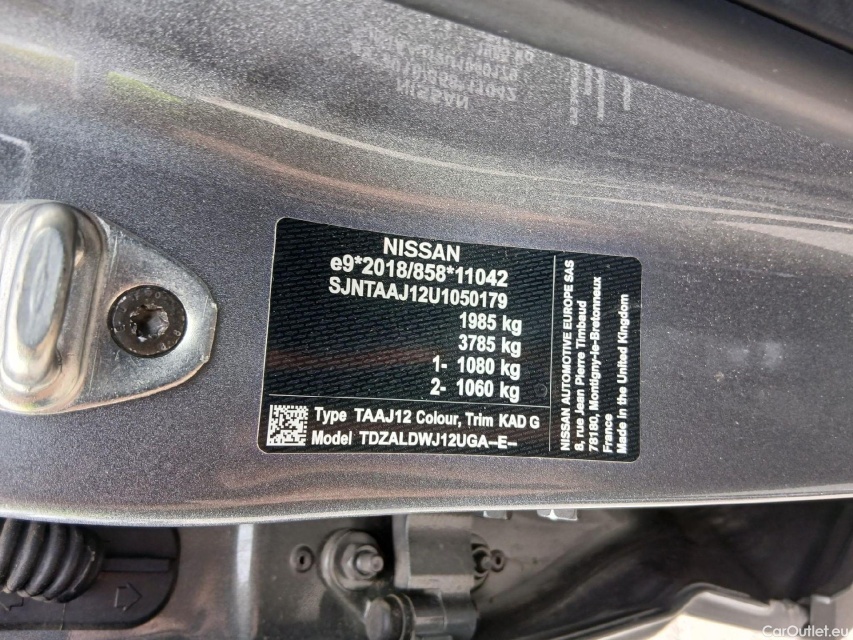 NISSAN
e9*2018/858*11042
SJNTAAJ12U1050179
1985 kg
3785 kg
1- 1080 kg
2- 1060 kg
Type TAAJ12 Colour, Trim KAD G
Model TDZALDWJ12UGA--E--
NISSAN AUTOMOTIVE EUROPE SAS
8, rue Jean Pierre Timbaud
78180, Montigny-le-Bretonneux
France
Made in the United Kingdom
CarOutlet.eu